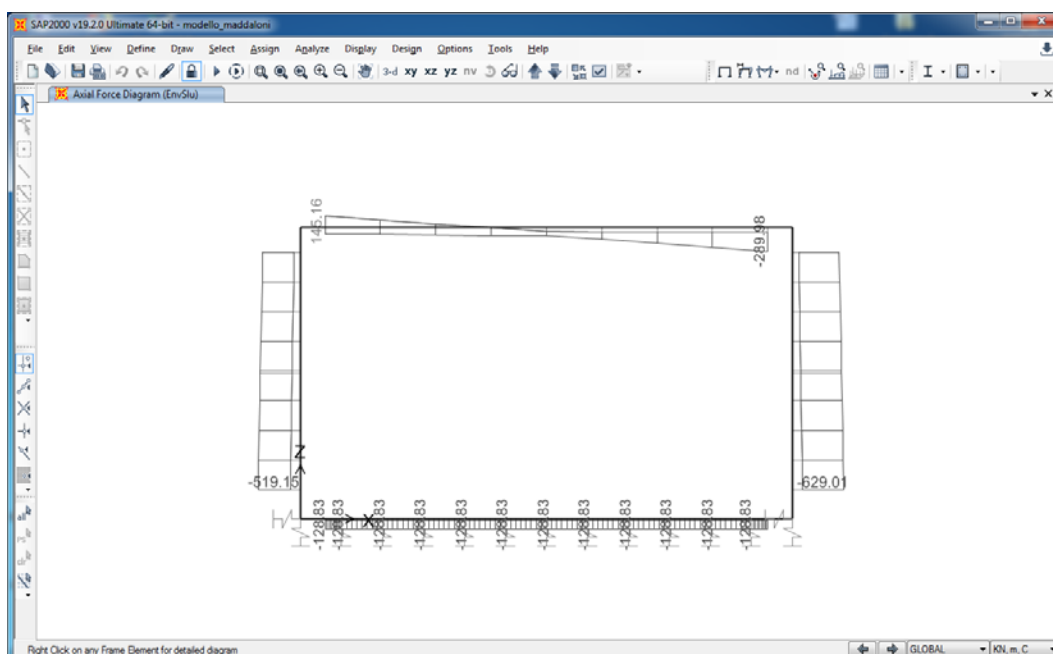 SAP2000 v19.2.0 Ultimate 64-bit - modello_maddaloni
File Edit View Define Draw Select Assign Analyze Display Design Options Tools Help
3-d xy xz yz nv nd
Axial Force Diagram (EnvSlu)
145.16
-289.98
Z
-519.15
-629.01
X
-128.83 -128.83 -128.83 -128.83 -128.83 -128.83 -128.83 -128.83 -128.83 -128.83 -128.83 -128.83
Right Click on any Frame Element for detailed diagram
GLOBAL
KN, m, C